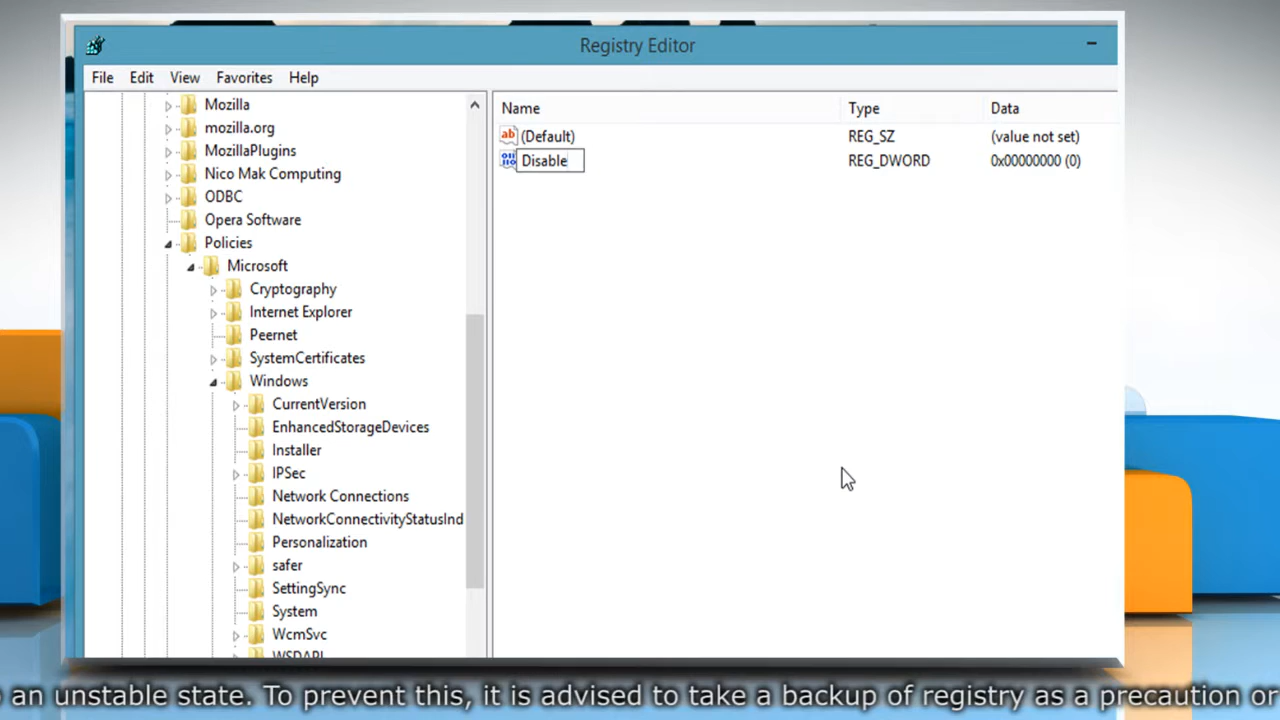 Registry Editor
File Edit View Favorites Help
Mozilla
mozilla.org
MozillaPlugins
Nico Mak Computing
ODBC
Opera Software
Policies
Microsoft
Cryptography
Internet Explorer
Peernet
SystemCertificates
Windows
CurrentVersion
EnhancedStorageDevices
Installer
IPSec
Network Connections
NetworkConnectivityStatusInd
Personalization
safer
SettingSync
System
WcmSvc
WSDAPI
Name Type Data
(Default) REG_SZ (value not set)
Disable REG_DWORD 0x00000000 (0)
o an unstable state. To prevent this, it is advised to take a backup of registry as a precaution or